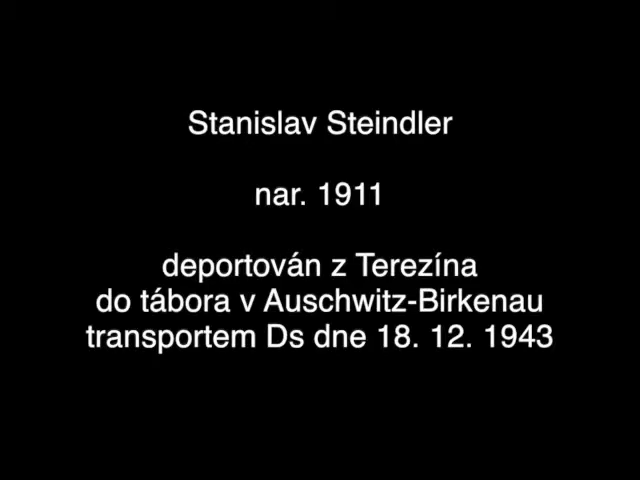 Stanislav Steindler
nar. 1911
deportován z Terezína
do tábora v Auschwitz-Birkenau
transportem Ds dne 18. 12. 1943